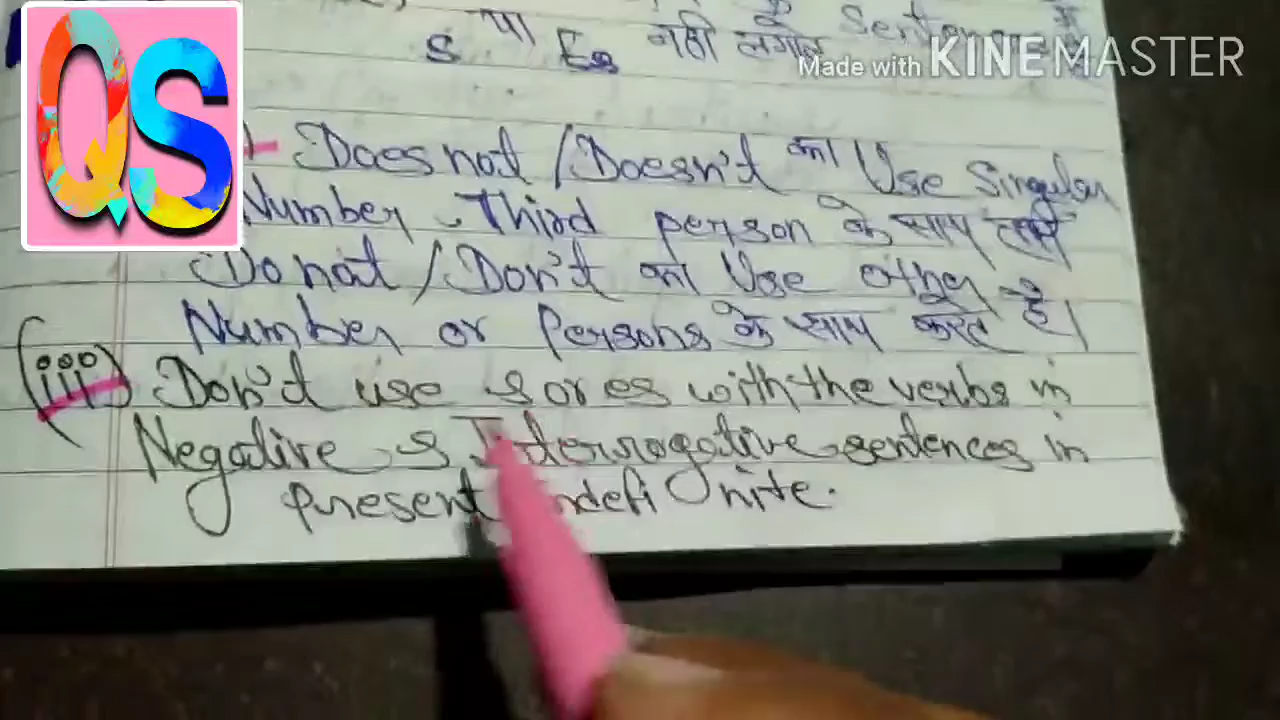 Sentence में
s या Es नही लगाते
Made with KINEMASTER
QS
Does not / Doesn't का Use Singular
Number, Third person के साथ तथा
Do not / Don't का Use other
Number or Persons के साथ करते है।
(iii) Don't use s or es with the verbs in
Negative & Interrogative sentences in
present indefinite.